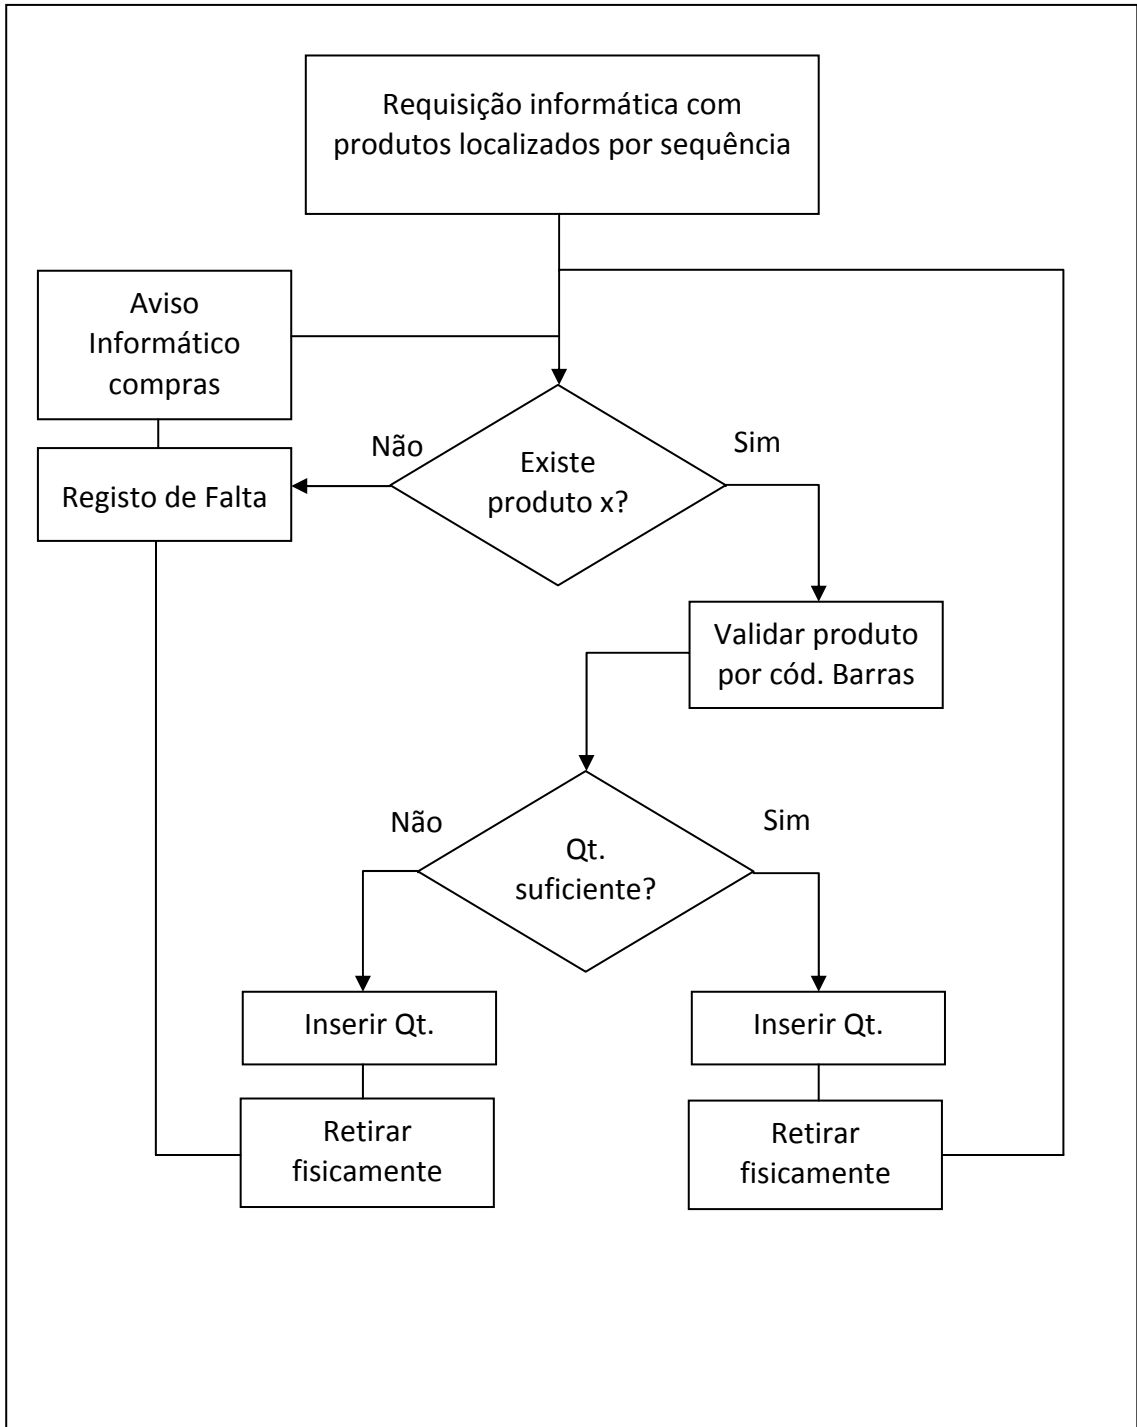 Requisição informática com
produtos localizados por sequência
Aviso
Informático
compras
Não
Sim
Existe
produto x?
Registo de Falta
Validar produto
por cód. Barras
Não
Sim
Qt.
suficiente?
Inserir Qt.
Inserir Qt.
Retirar
fisicamente
Retirar
fisicamente